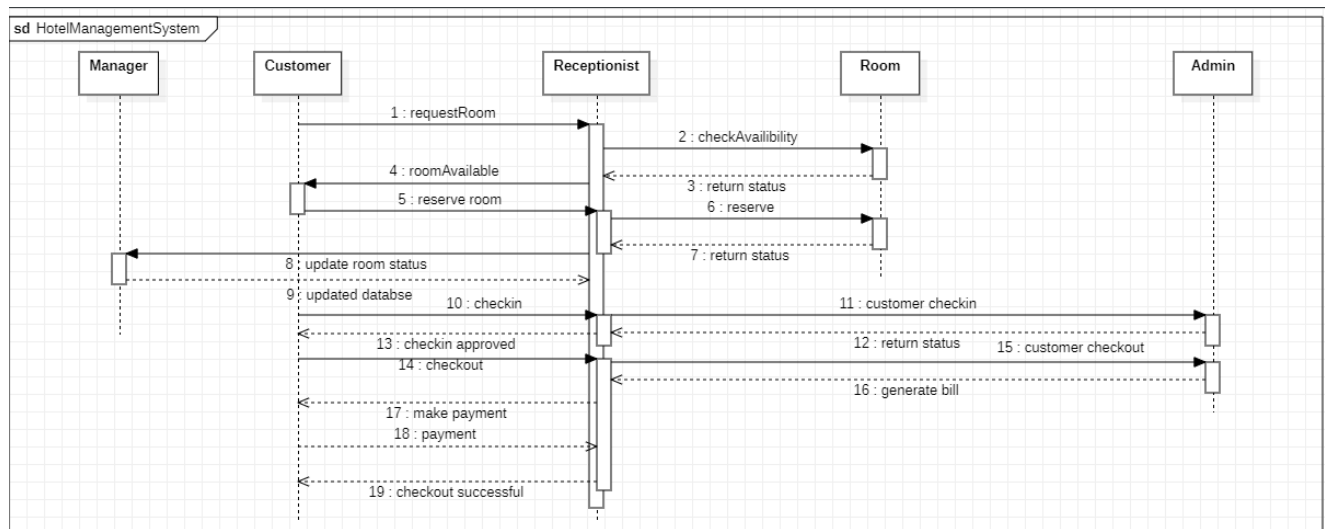 sd HotelManagementSystem
Manager
Customer
Receptionist
Room
Admin
1 : requestRoom
2 : checkAvailibility
3 : return status
4 : roomAvailable
5 : reserve room
6 : reserve
7 : return status
8 : update room status
9 : updated databse
10 : checkin
11 : customer checkin
12 : return status
13 : checkin approved
14 : checkout
15 : customer checkout
16 : generate bill
17 : make payment
18 : payment
19 : checkout successful